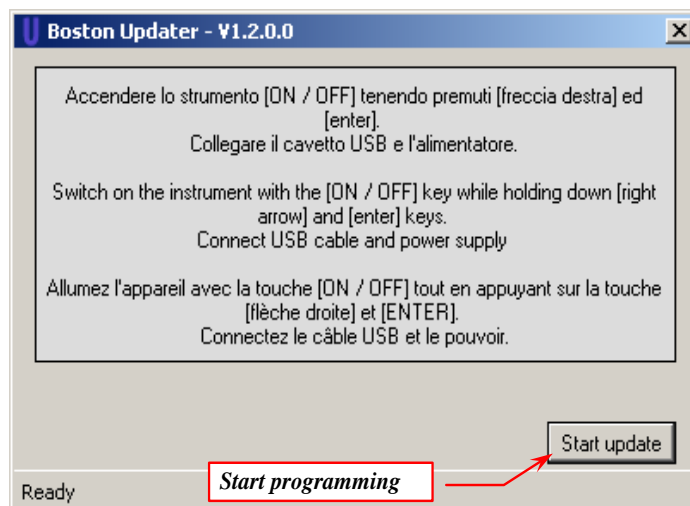 Boston Updater - V1.2.0.0
Accendere lo strumento [ON / OFF] tenendo premuti [freccia destra] ed
[enter].
Collegare il cavetto USB e l'alimentatore.
Switch on the instrument with the [ON / OFF] key while holding down [right
arrow] and [enter] keys.
Connect USB cable and power supply
Allumez l'appareil avec la touche [ON / OFF] tout en appuyant sur la touche
[flèche droite] et [ENTER].
Connectez le câble USB et le pouvoir.
Start update
Start programming
Ready